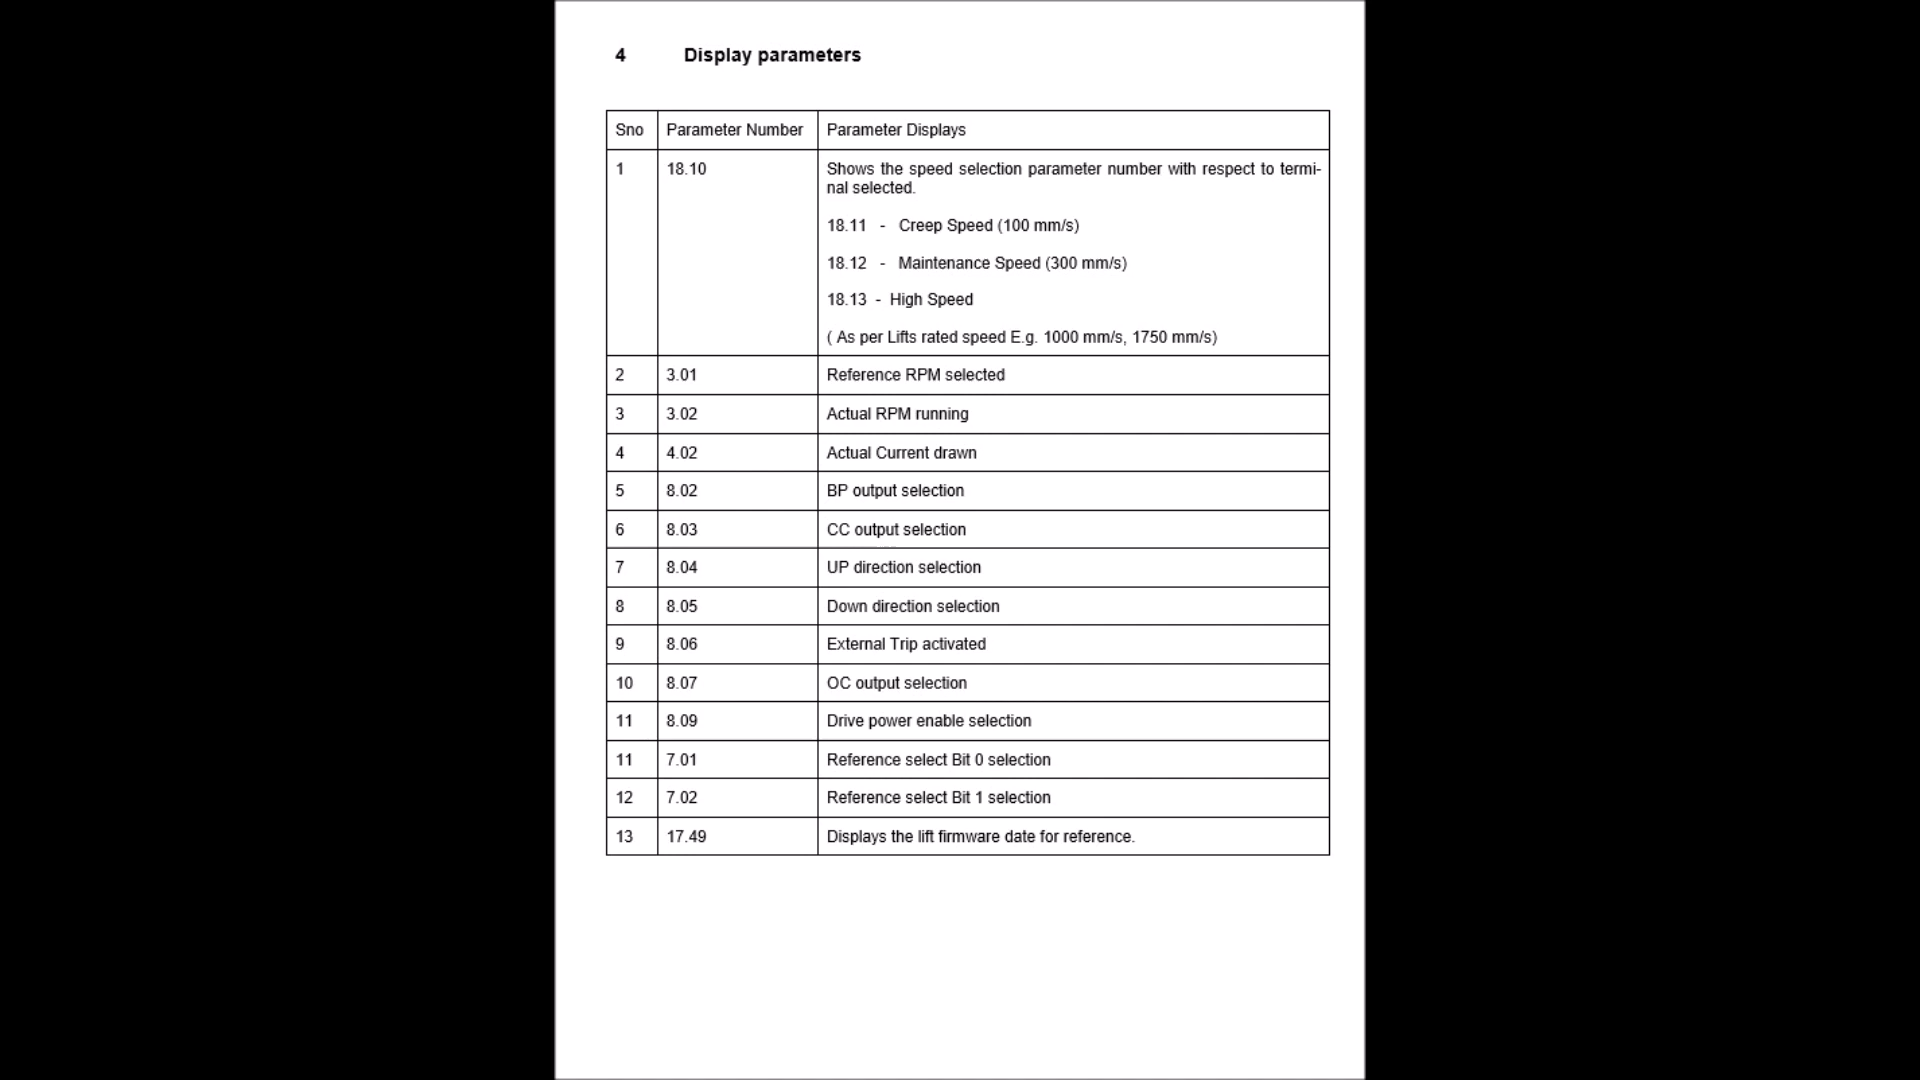 4 Display parameters
Sno Parameter Number Parameter Displays
1 18.10 Shows the speed selection parameter number with respect to termi-
nal selected.
18.11 - Creep Speed (100 mm/s)
18.12 - Maintenance Speed (300 mm/s)
18.13 - High Speed
( As per Lifts rated speed E.g. 1000 mm/s, 1750 mm/s)
2 3.01 Reference RPM selected
3 3.02 Actual RPM running
4 4.02 Actual Current drawn
5 8.02 BP output selection
6 8.03 CC output selection
7 8.04 UP direction selection
8 8.05 Down direction selection
9 8.06 External Trip activated
10 8.07 OC output selection
11 8.09 Drive power enable selection
11 7.01 Reference select Bit 0 selection
12 7.02 Reference select Bit 1 selection
13 17.49 Displays the lift firmware date for reference.